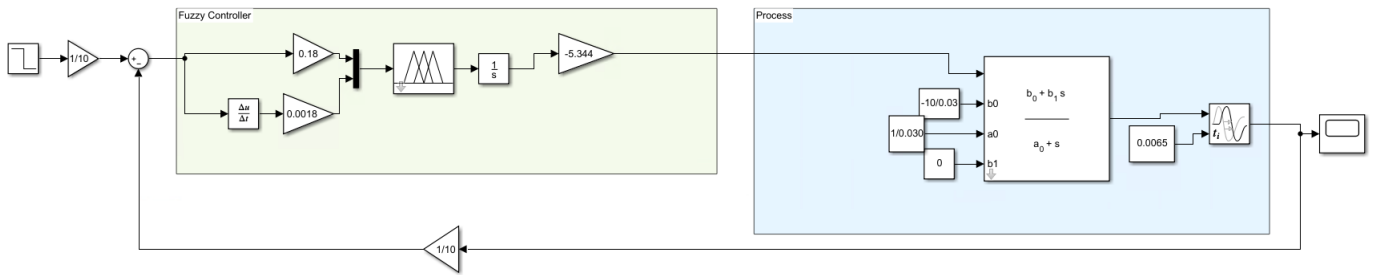 Fuzzy Controller
Process
1/10
+
−
0.18
Δu
Δt
0.0018
1
s
-5.344
-10/0.03
1/0.030
0
b0
a0
b1
b0 + b1 s
a0 + s
0.0065
ti
1/10